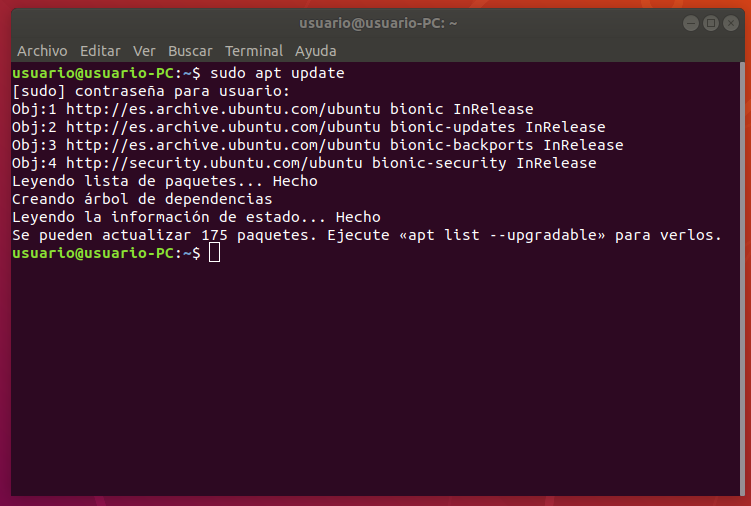 usuario@usuario-PC: ~
Archivo Editar Ver Buscar Terminal Ayuda
usuario@usuario-PC:~$ sudo apt update
[sudo] contraseña para usuario:
Obj:1 http://es.archive.ubuntu.com/ubuntu bionic InRelease
Obj:2 http://es.archive.ubuntu.com/ubuntu bionic-updates InRelease
Obj:3 http://es.archive.ubuntu.com/ubuntu bionic-backports InRelease
Obj:4 http://security.ubuntu.com/ubuntu bionic-security InRelease
Leyendo lista de paquetes... Hecho
Creando árbol de dependencias
Leyendo la información de estado... Hecho
Se pueden actualizar 175 paquetes. Ejecute «apt list --upgradable» para verlos.
usuario@usuario-PC:~$